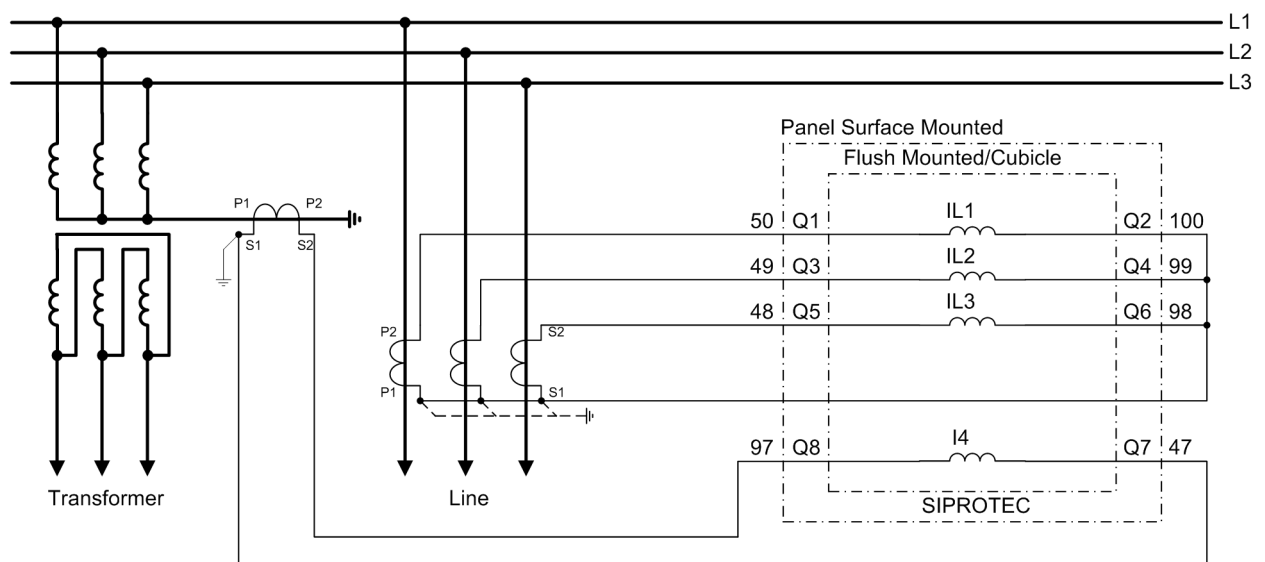 L1
L2
L3
Panel Surface Mounted
Flush Mounted/Cubicle
P1 P2
S1 S2
50 Q1 IL1 Q2 100
49 Q3 IL2 Q4 99
48 Q5 IL3 Q6 98
P2 S2
P1 S1
97 Q8 I4 Q7 47
Transformer
Line
SIPROTEC